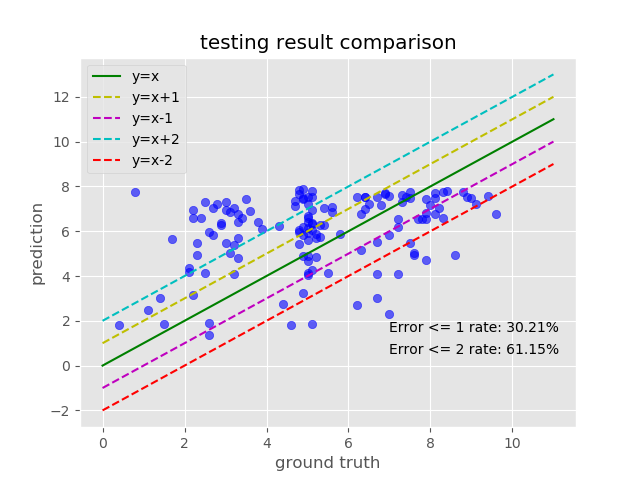 testing result comparison
y=x
y=x+1
y=x-1
y=x+2
y=x-2
12
10
8
6
4
2
0
−2
prediction
Error <= 1 rate: 30.21%
Error <= 2 rate: 61.15%
0 2 4 6 8 10
ground truth